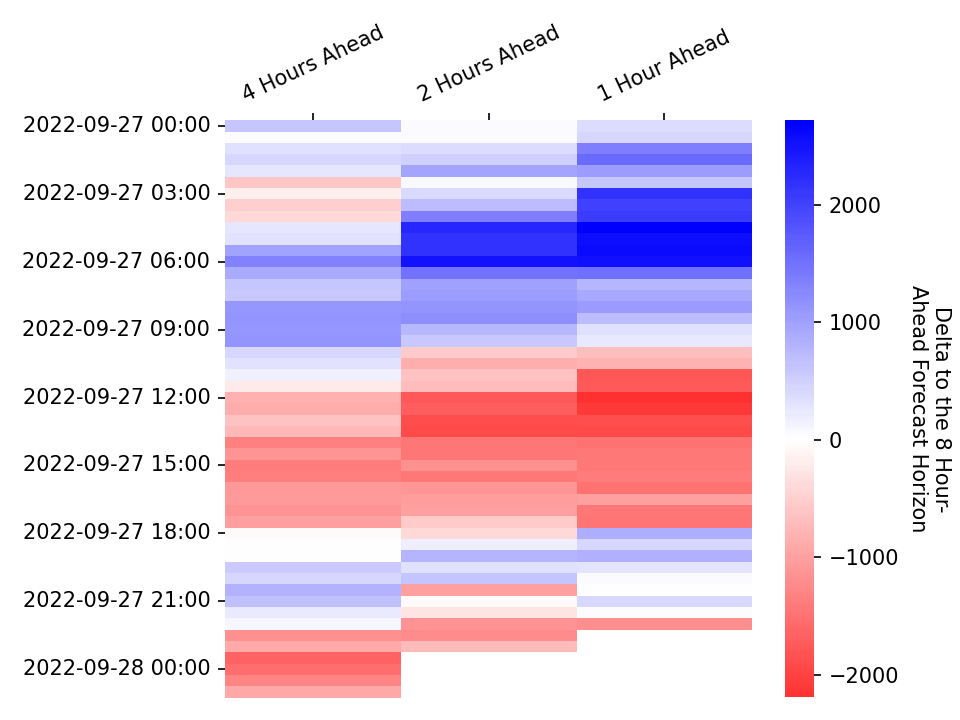 4 Hours Ahead
2 Hours Ahead
1 Hour Ahead
2022-09-27 00:00
2022-09-27 03:00
2022-09-27 06:00
2022-09-27 09:00
2022-09-27 12:00
2022-09-27 15:00
2022-09-27 18:00
2022-09-27 21:00
2022-09-28 00:00
2000
1000
0
−1000
−2000
Delta to the 8 Hour-
Ahead Forecast Horizon